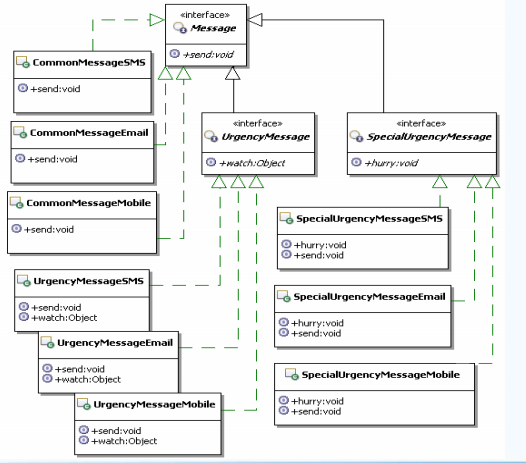 «interface»
Message
+send:void
CommonMessageSMS
+send:void
CommonMessageEmail
+send:void
CommonMessageMobile
+send:void
«interface»
UrgencyMessage
+watch:Object
«interface»
SpecialUrgencyMessage
+hurry:void
UrgencyMessageSMS
+send:void
+watch:Object
UrgencyMessageEmail
+send:void
+watch:Object
UrgencyMessageMobile
+send:void
+watch:Object
SpecialUrgencyMessageSMS
+hurry:void
+send:void
SpecialUrgencyMessageEmail
+hurry:void
+send:void
SpecialUrgencyMessageMobile
+hurry:void
+send:void